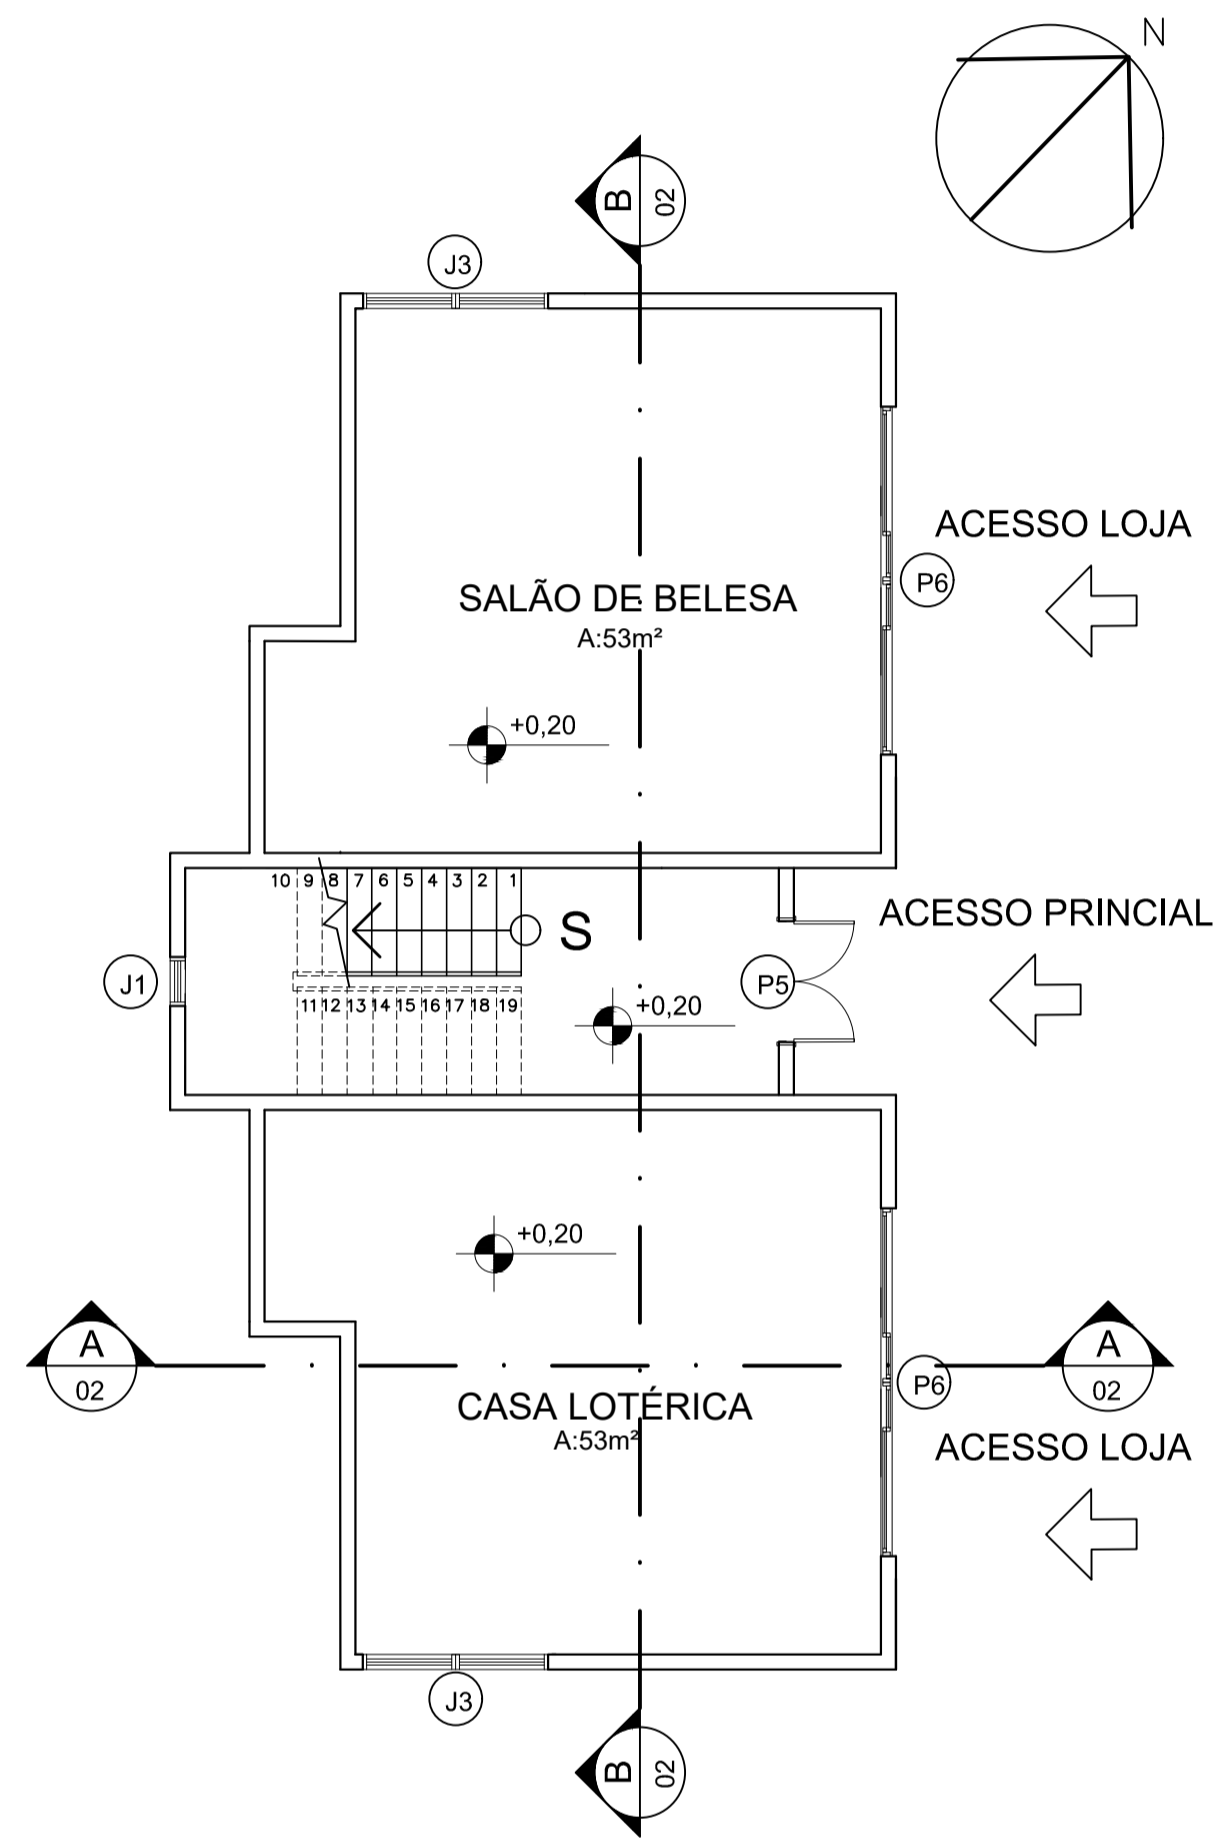 N
B
02
J3
ACESSO LOJA
P6
SALÃO DE BELESA
A:53m²
+0,20
10 9 8 7 6 5 4 3 2 1
ACESSO PRINCIAL
S
J1
P5
11 12 13 14 15 16 17 18 19
+0,20
+0,20
A
02
A
02
P6
CASA LOTÉRICA
A:53m²
ACESSO LOJA
J3
B
02